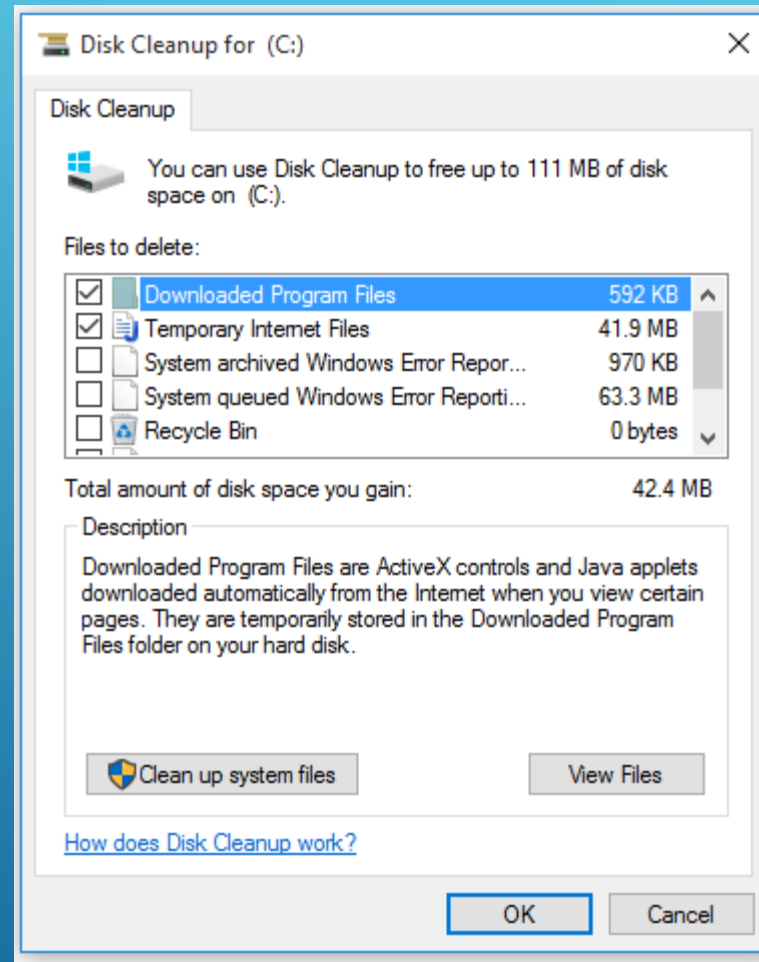 Disk Cleanup for (C:)
Disk Cleanup
You can use Disk Cleanup to free up to 111 MB of disk
space on (C:).
Files to delete:
Downloaded Program Files 592 KB
Temporary Internet Files 41.9 MB
System archived Windows Error Repor... 970 KB
System queued Windows Error Reporti... 63.3 MB
Recycle Bin 0 bytes
Total amount of disk space you gain: 42.4 MB
Description
Downloaded Program Files are ActiveX controls and Java applets
downloaded automatically from the Internet when you view certain
pages. They are temporarily stored in the Downloaded Program
Files folder on your hard disk.
Clean up system files View Files
How does Disk Cleanup work?
OK Cancel